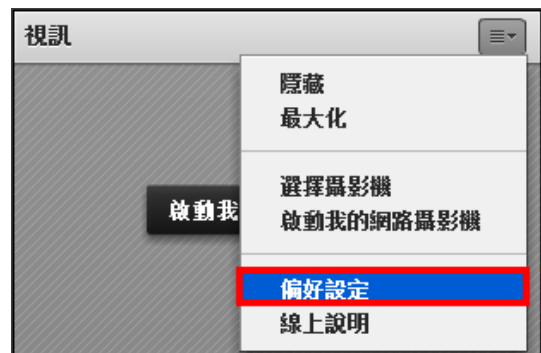 視訊
隱藏
最大化
選擇攝影機
啟動我
啟動我的網路攝影機
偏好設定
線上說明